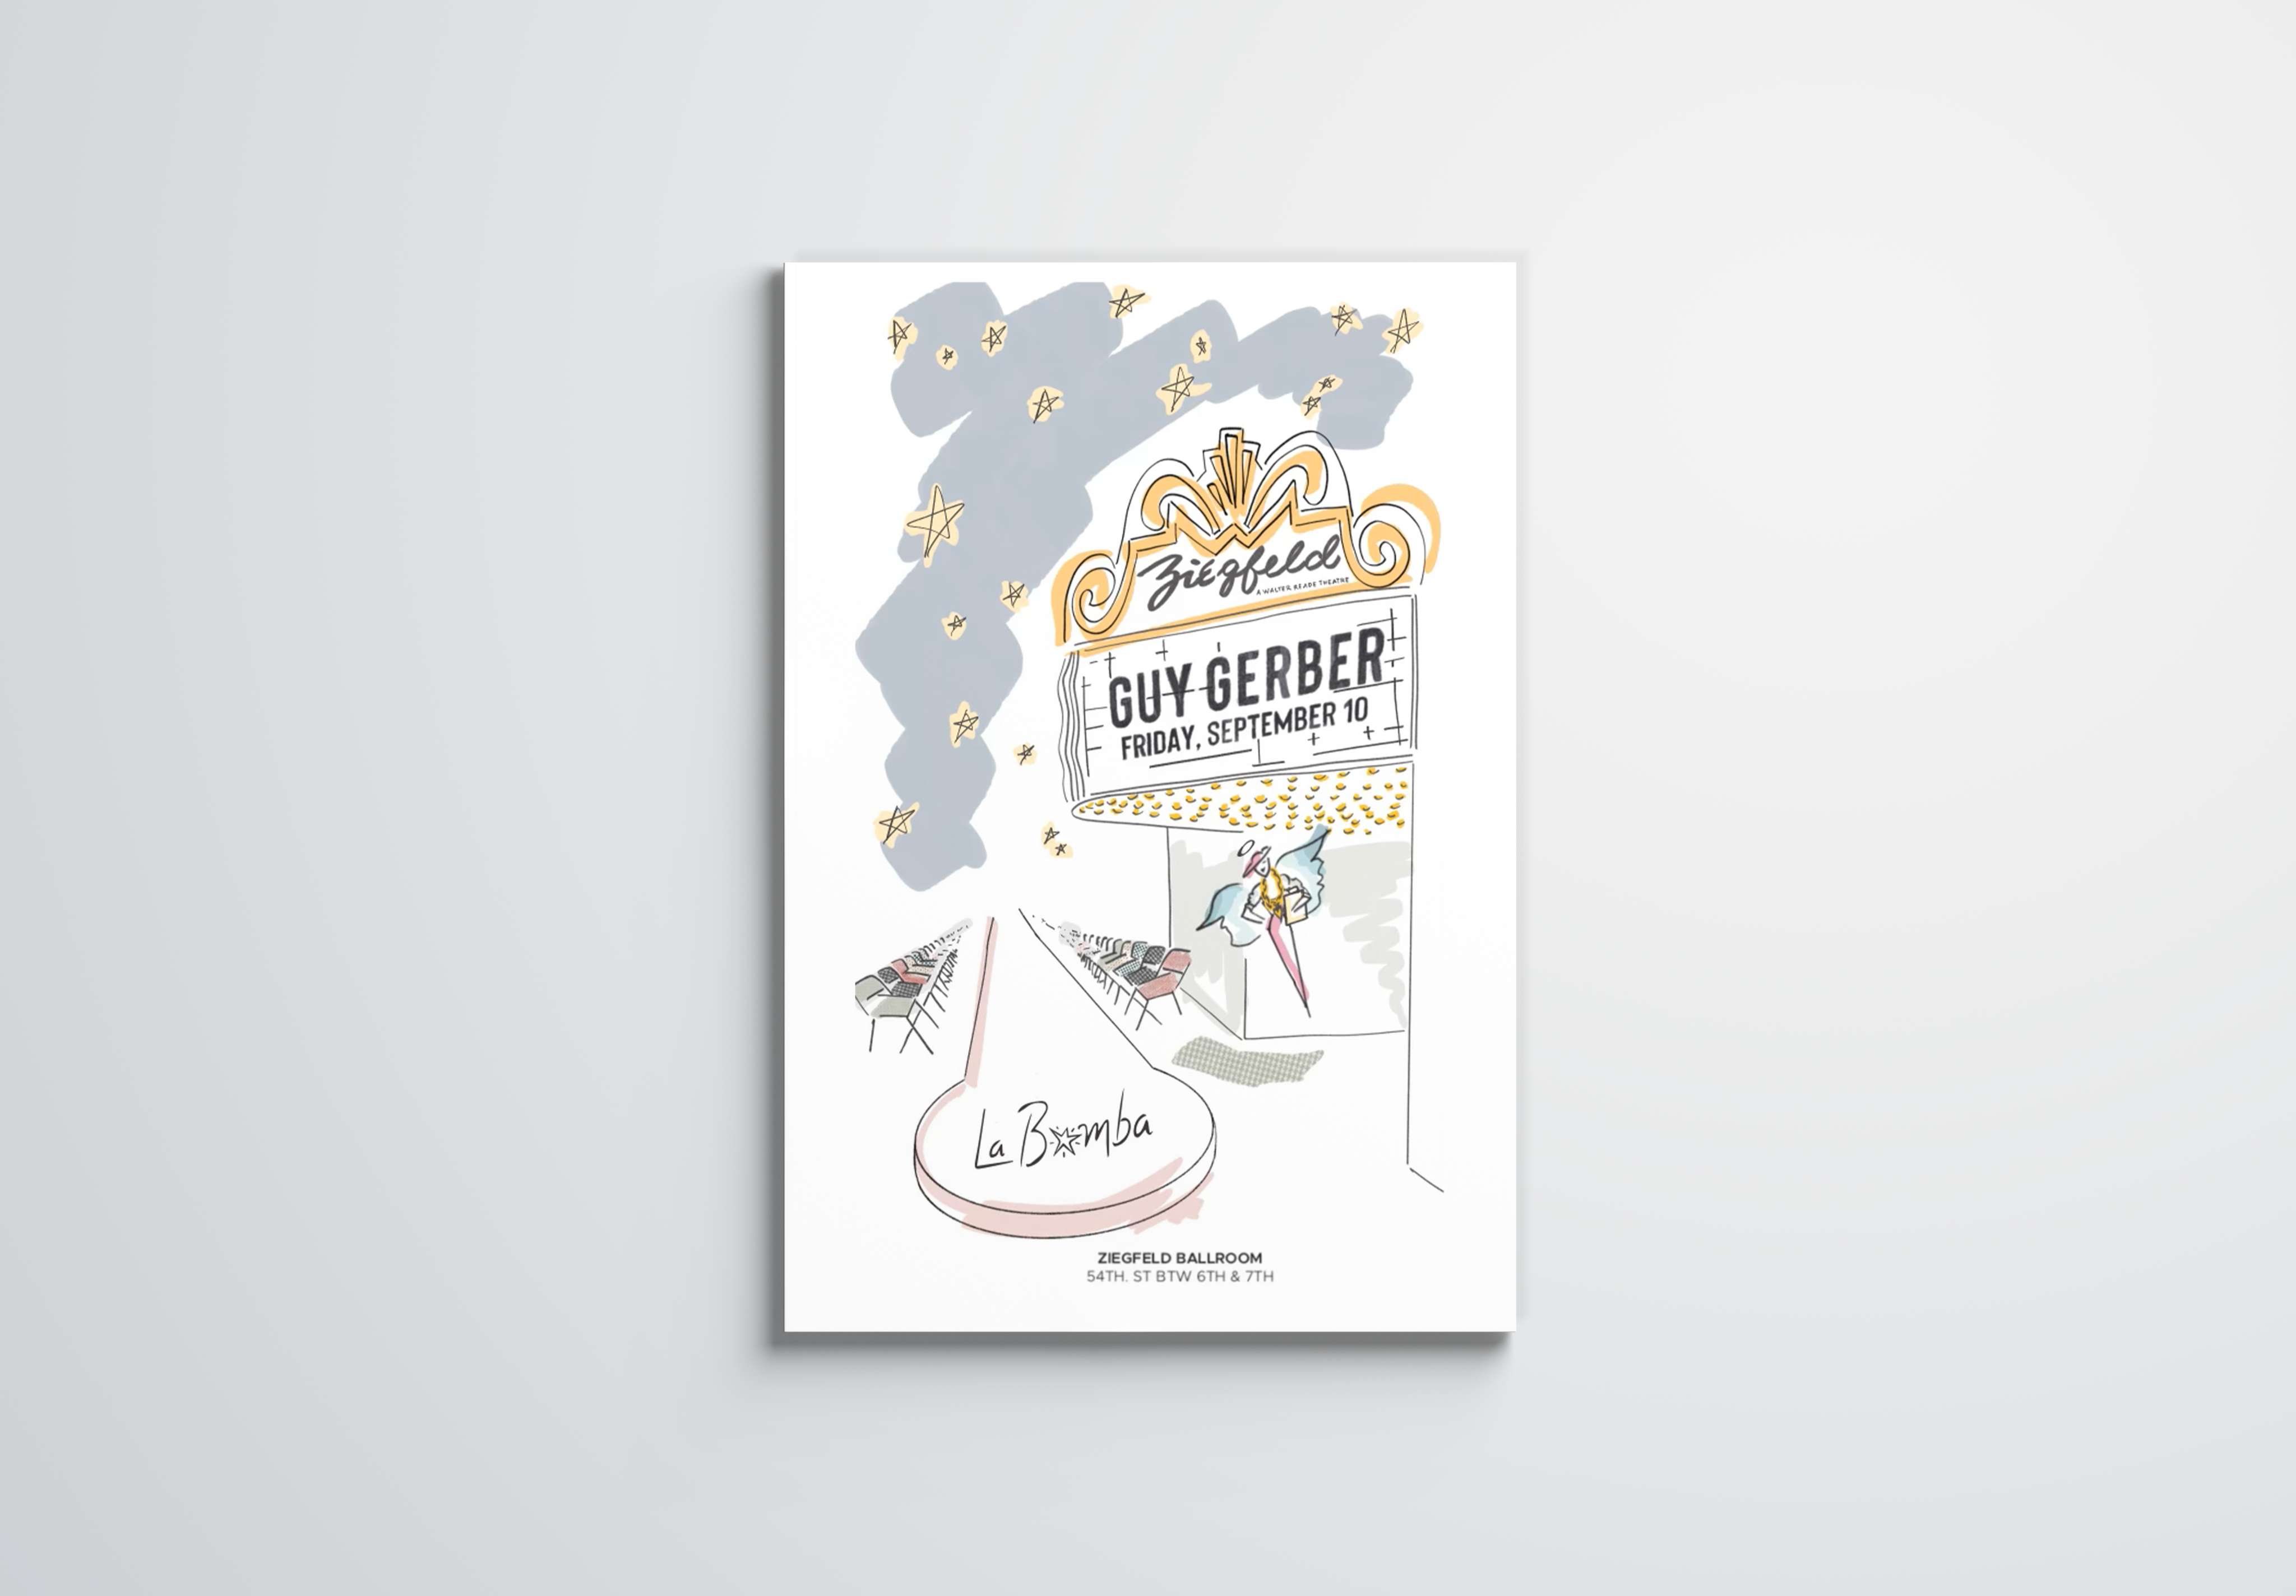 Ziegfeld
A WALTER READE THEATRE
GUY GERBER
FRIDAY, SEPTEMBER 10
La Bomba
ZIEGFELD BALLROOM
54TH. ST BTW 6TH & 7TH